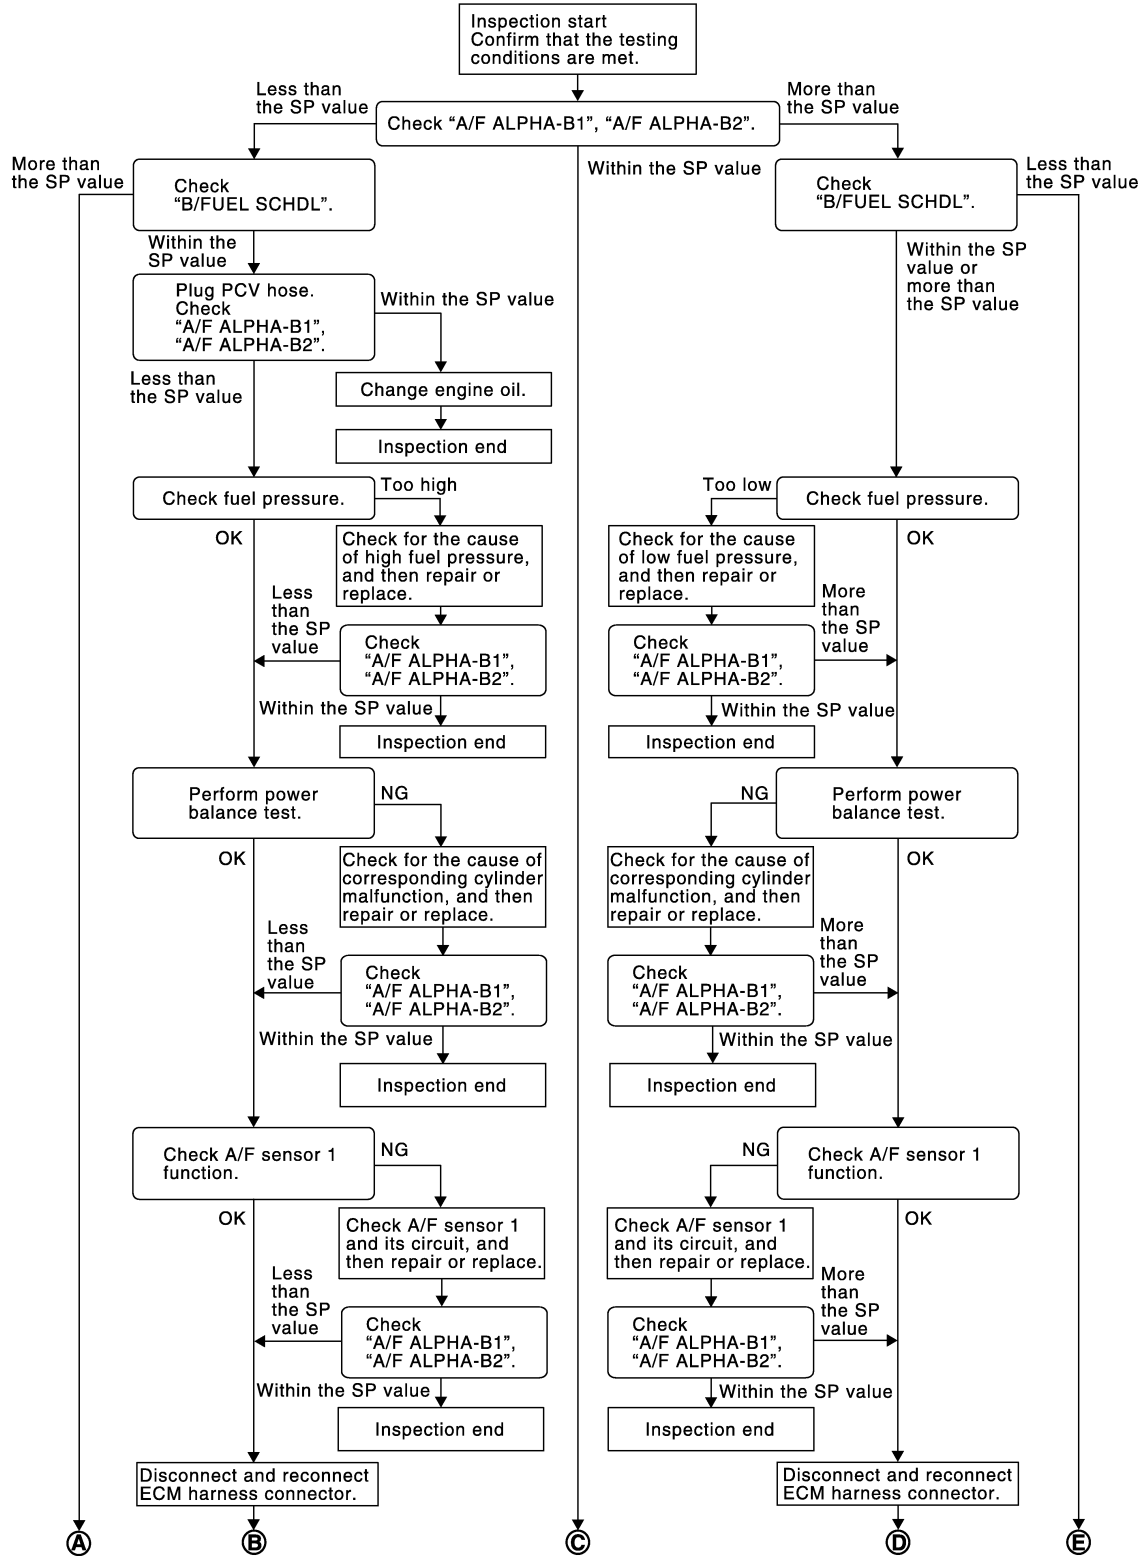 Inspection start
Confirm that the testing
conditions are met.
Less than
the SP value
More than
the SP value
Check “A/F ALPHA-B1”, “A/F ALPHA-B2”.
More than
the SP value
Check
“B/FUEL SCHDL”.
Within the SP value
Check
“B/FUEL SCHDL”.
Less than
the SP value
Within the
SP value
Within the SP
value or
more than
the SP value
Plug PCV hose.
Check
“A/F ALPHA-B1”,
“A/F ALPHA-B2”.
Within the SP value
Less than
the SP value
Change engine oil.
Inspection end
Check fuel pressure.
Too high
Too low
Check fuel pressure.
OK
Check for the cause
of high fuel pressure,
and then repair or
replace.
Check for the cause
of low fuel pressure,
and then repair or
replace.
OK
Less
than
the SP
value
Check
“A/F ALPHA-B1”,
“A/F ALPHA-B2”.
Check
“A/F ALPHA-B1”,
“A/F ALPHA-B2”.
More
than
the SP
value
Within the SP value
Within the SP value
Inspection end
Inspection end
Perform power
balance test.
NG
NG
Perform power
balance test.
OK
Check for the cause of
corresponding cylinder
malfunction, and then
repair or replace.
Check for the cause of
corresponding cylinder
malfunction, and then
repair or replace.
OK
Less
than
the SP
value
Check
“A/F ALPHA-B1”,
“A/F ALPHA-B2”.
Check
“A/F ALPHA-B1”,
“A/F ALPHA-B2”.
More
than
the SP
value
Within the SP value
Within the SP value
Inspection end
Inspection end
Check A/F sensor 1
function.
NG
NG
Check A/F sensor 1
function.
OK
Check A/F sensor 1
and its circuit, and
then repair or replace.
Check A/F sensor 1
and its circuit, and
then repair or replace.
OK
Less
than
the SP
value
Check
“A/F ALPHA-B1”,
“A/F ALPHA-B2”.
Check
“A/F ALPHA-B1”,
“A/F ALPHA-B2”.
More
than
the SP
value
Within the SP value
Within the SP value
Inspection end
Inspection end
Disconnect and reconnect
ECM harness connector.
Disconnect and reconnect
ECM harness connector.
A
B
C
D
E